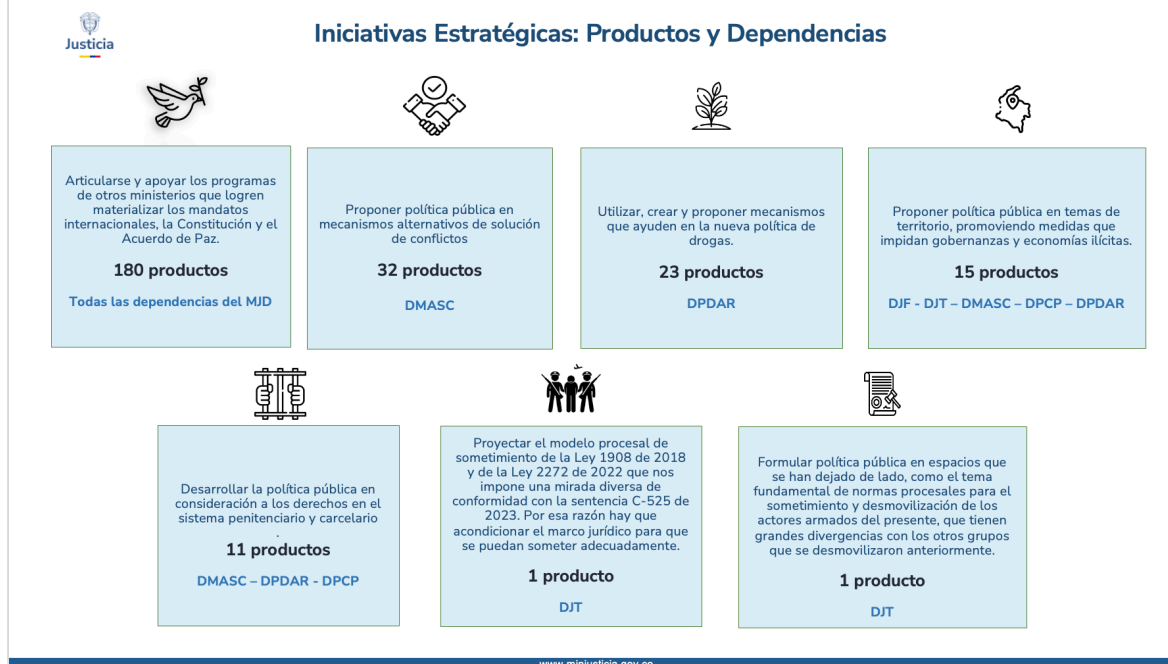 Justicia
Iniciativas Estratégicas: Productos y Dependencias
Articularse y apoyar los programas
de otros ministerios que logren
materializar los mandatos
internacionales, la Constitución y el
Acuerdo de Paz.
180 productos
Todas las dependencias del MJD
Proponer política pública en
mecanismos alternativos de solución
de conflictos
32 productos
DMASC
Utilizar, crear y proponer mecanismos
que ayuden en la nueva política de
drogas.
23 productos
DPDAR
Proponer política pública en temas de
territorio, promoviendo medidas que
impidan gobernanzas y economías ilícitas.
15 productos
DJF - DJT – DMASC – DPCP – DPDAR
Desarrollar la política pública en
consideración a los derechos en el
sistema penitenciario y carcelario
.
11 productos
DMASC – DPDAR - DPCP
Proyectar el modelo procesal de
sometimiento de la Ley 1908 de 2018
y de la Ley 2272 de 2022 que nos
impone una mirada diversa de
conformidad con la sentencia C-525 de
2023. Por esa razón hay que
acondicionar el marco jurídico para que
se puedan someter adecuadamente.
1 producto
DJT
Formular política pública en espacios que
se han dejado de lado, como el tema
fundamental de normas procesales para el
sometimiento y desmovilización de los
actores armados del presente, que tienen
grandes divergencias con los otros grupos
que se desmovilizaron anteriormente.
1 producto
DJT
www.minjusticia.gov.co